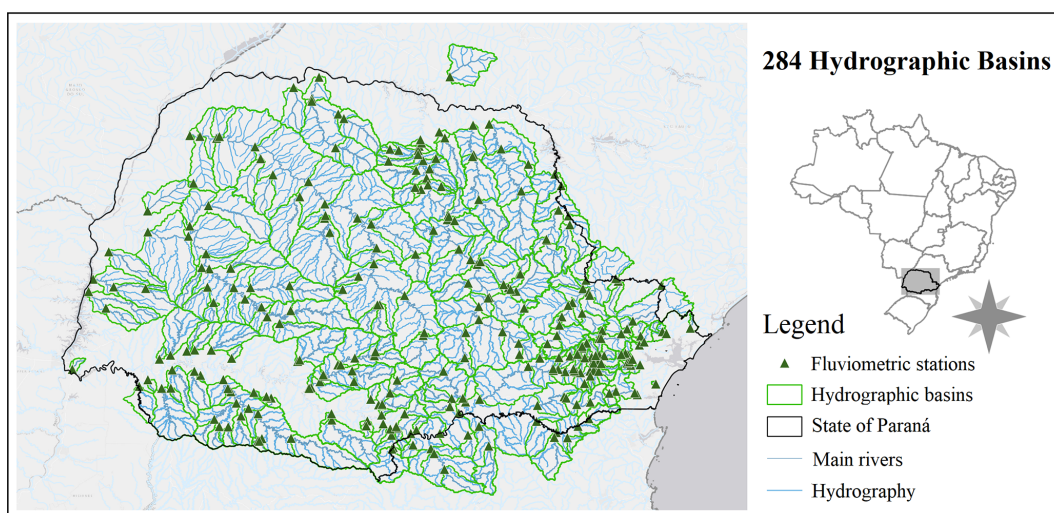 284 Hydrographic Basins
Legend
Fluviometric stations
Hydrographic basins
State of Paraná
Main rivers
Hydrography